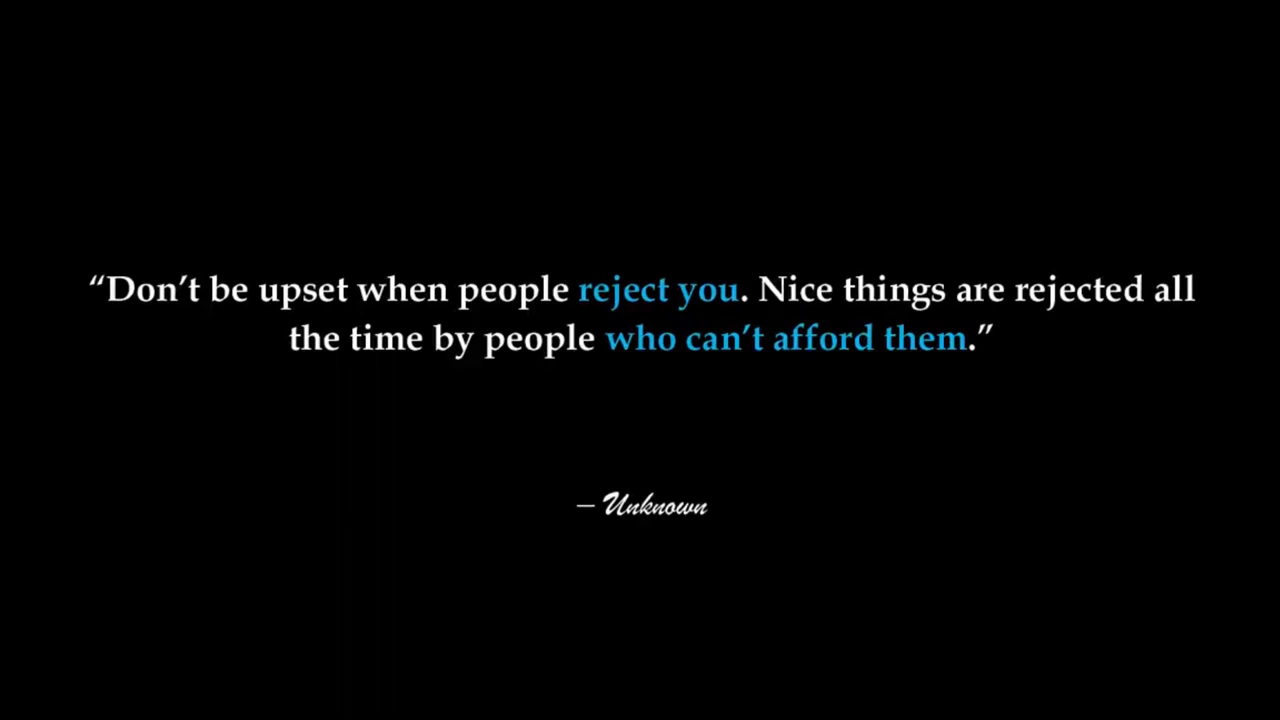 “Don’t be upset when people reject you. Nice things are rejected all
the time by people who can’t afford them.”
– Unknown